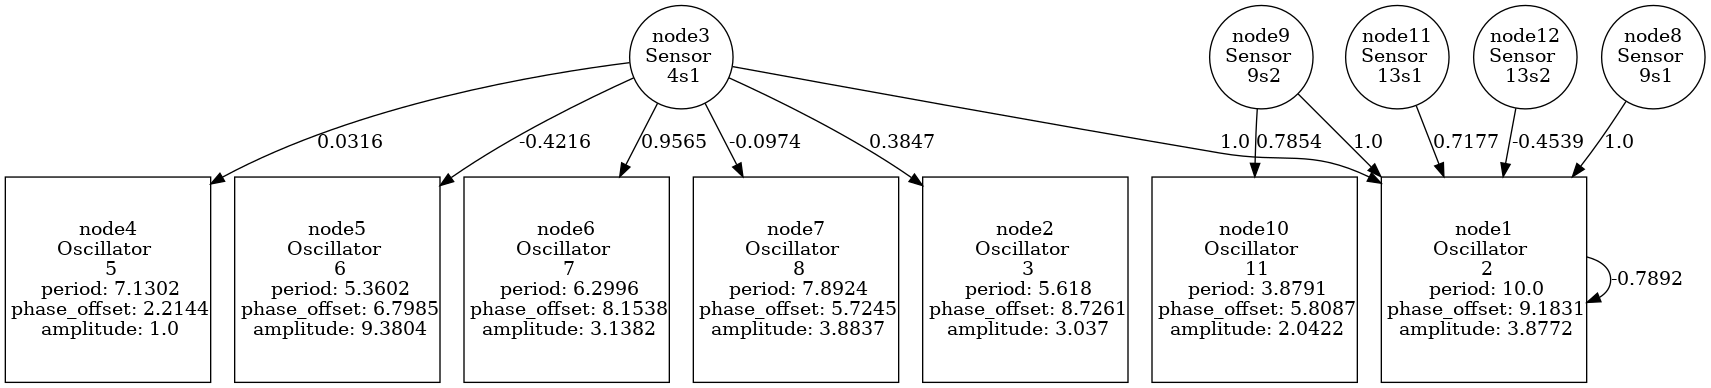 node3
Sensor
4s1
node9
Sensor
9s2
node11
Sensor
13s1
node12
Sensor
13s2
node8
Sensor
9s1
0.0316
-0.4216
0.9565
-0.0974
0.3847
1.0
0.7854
1.0
0.7177
-0.4539
1.0
node4
Oscillator
5
period: 7.1302
phase_offset: 2.2144
amplitude: 1.0
node5
Oscillator
6
period: 5.3602
phase_offset: 6.7985
amplitude: 9.3804
node6
Oscillator
7
period: 6.2996
phase_offset: 8.1538
amplitude: 3.1382
node7
Oscillator
8
period: 7.8924
phase_offset: 5.7245
amplitude: 3.8837
node2
Oscillator
3
period: 5.618
phase_offset: 8.7261
amplitude: 3.037
node10
Oscillator
11
period: 3.8791
phase_offset: 5.8087
amplitude: 2.0422
node1
Oscillator
2
period: 10.0
phase_offset: 9.1831
amplitude: 3.8772
-0.7892